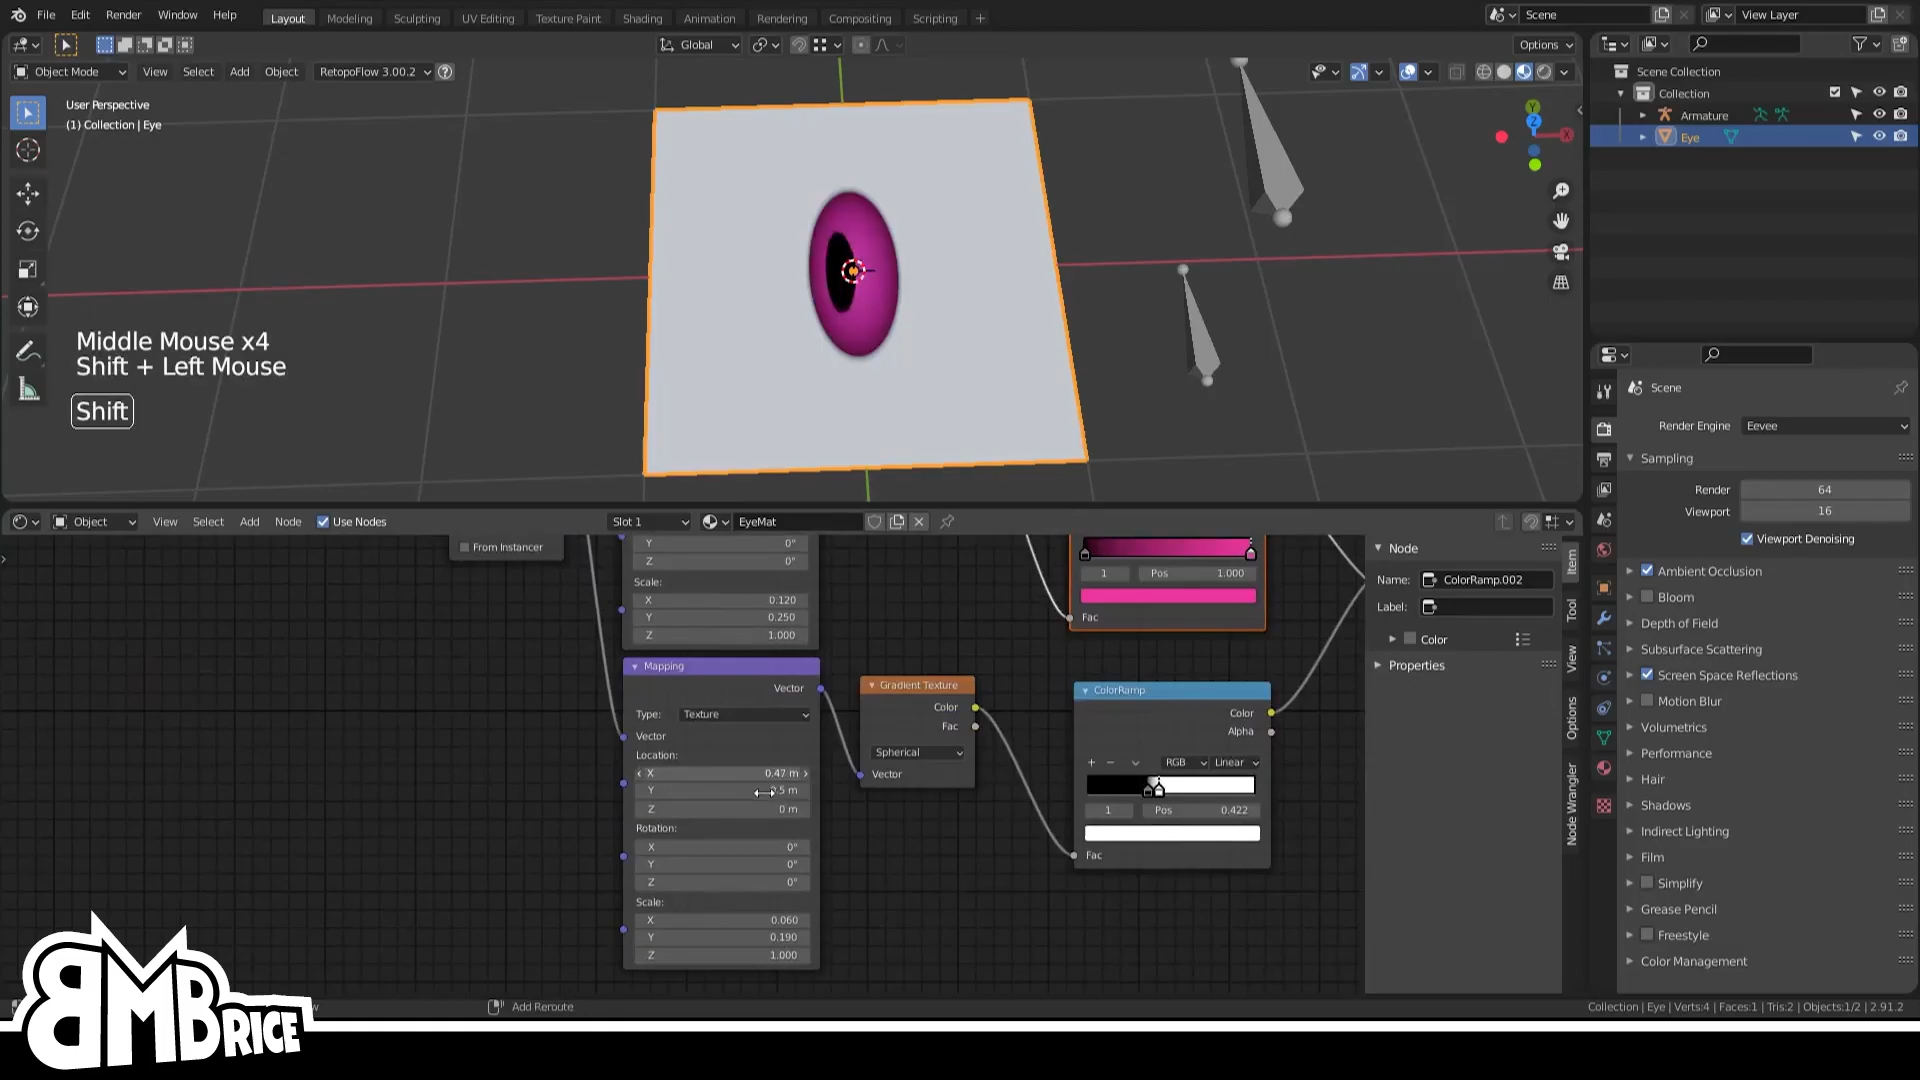 File Edit Render Window Help
Layout Modeling Sculpting UV Editing Texture Paint Shading Animation Rendering Compositing Scripting +
Scene
View Layer
Global
Options
Object Mode View Select Add Object RetopoFlow 3.00.2
User Perspective
(1) Collection | Eye
Y
Z
X
Middle Mouse x4
Shift + Left Mouse
Shift
Scene Collection
Collection
Armature
Eye
Scene
Render Engine Eevee
Sampling
Render 64
Viewport 16
Viewport Denoising
Ambient Occlusion
Bloom
Depth of Field
Subsurface Scattering
Screen Space Reflections
Motion Blur
Volumetrics
Performance
Hair
Shadows
Indirect Lighting
Film
Simplify
Grease Pencil
Freestyle
Color Management
Object View Select Add Node Use Nodes
Slot 1
EyeMat
From Instancer
Y 0°
Z 0°
Scale:
X 0.120
Y 0.250
Z 1.000
Mapping
Vector
Type: Texture
Vector
Location:
X 0.47 m
Y 5 m
Z 0 m
Rotation:
X 0°
Y 0°
Z 0°
Scale:
X 0.060
Y 0.190
Z 1.000
Gradient Texture
Color
Fac
Spherical
Vector
1 Pos 1.000
Fac
ColorRamp
Color
Alpha
+ − RGB Linear
1 Pos 0.422
Fac
Node
Name: ColorRamp.002
Label:
Color
Properties
Item
Tool
View
Options
Node Wrangler
Add Reroute
Collection | Eye | Verts:4 | Faces:1 | Tris:2 | Objects:1/2 | 2.91.2
BMBRICE